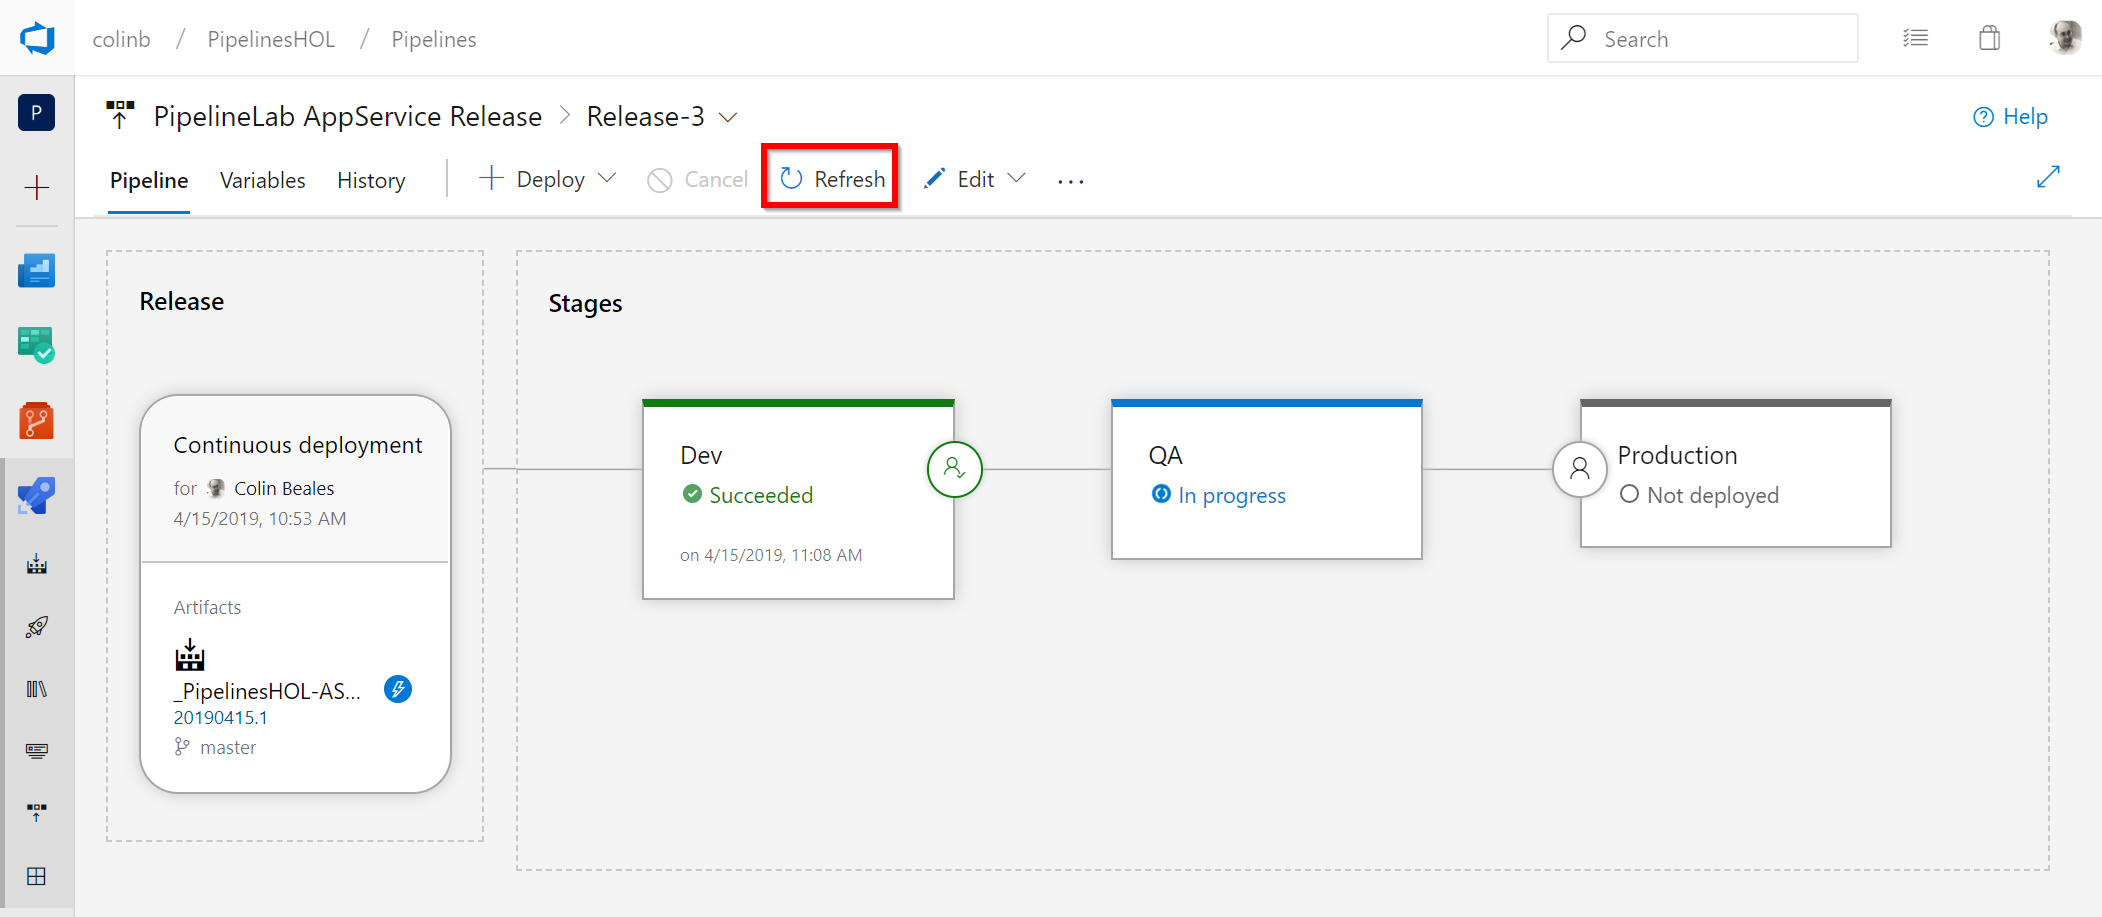 colinb / PipelinesHOL / Pipelines
Search
P
PipelineLab AppService Release > Release-3
Help
Pipeline Variables History Deploy Cancel Refresh Edit ...
Release
Stages
Continuous deployment
for Colin Beales
4/15/2019, 10:53 AM
Artifacts
_PipelinesHOL-AS...
20190415.1
master
Dev
Succeeded
on 4/15/2019, 11:08 AM
QA
In progress
Production
Not deployed